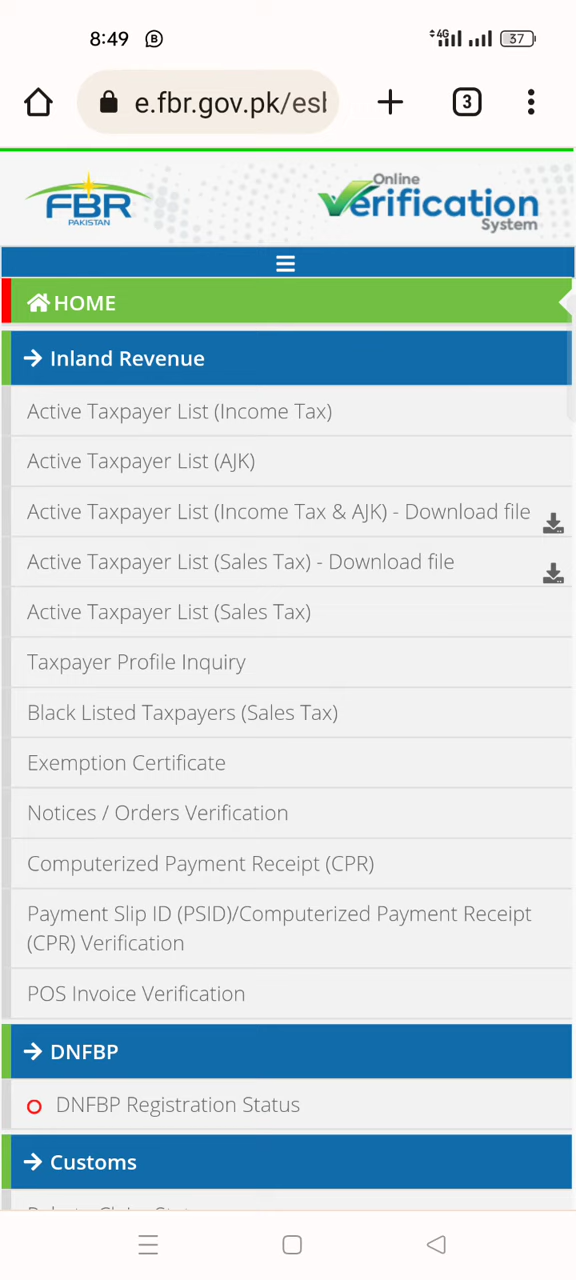 8:49
4G
37
e.fbr.gov.pk/esb
3
FBR
PAKISTAN
Online
Verification
System
HOME
Inland Revenue
Active Taxpayer List (Income Tax)
Active Taxpayer List (AJK)
Active Taxpayer List (Income Tax & AJK) - Download file
Active Taxpayer List (Sales Tax) - Download file
Active Taxpayer List (Sales Tax)
Taxpayer Profile Inquiry
Black Listed Taxpayers (Sales Tax)
Exemption Certificate
Notices / Orders Verification
Computerized Payment Receipt (CPR)
Payment Slip ID (PSID)/Computerized Payment Receipt
(CPR) Verification
POS Invoice Verification
DNFBP
DNFBP Registration Status
Customs